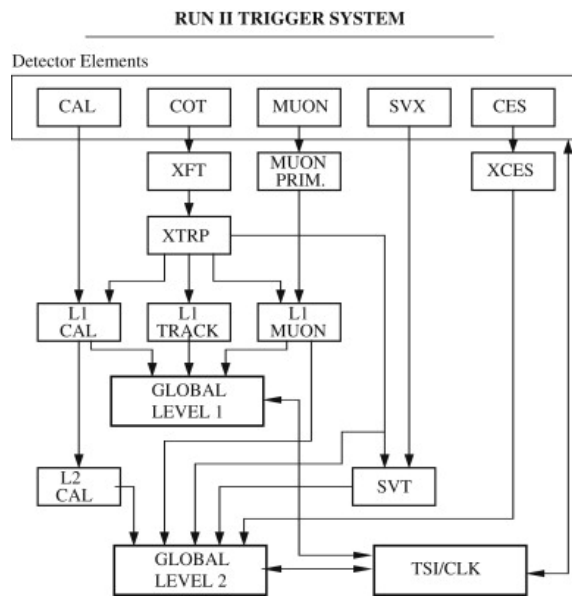 RUN II TRIGGER SYSTEM
Detector Elements
CAL
COT
MUON
SVX
CES
XFT
MUON
PRIM.
XCES
XTRP
L1
CAL
L1
TRACK
L1
MUON
GLOBAL
LEVEL 1
L2
CAL
SVT
GLOBAL
LEVEL 2
TSI/CLK